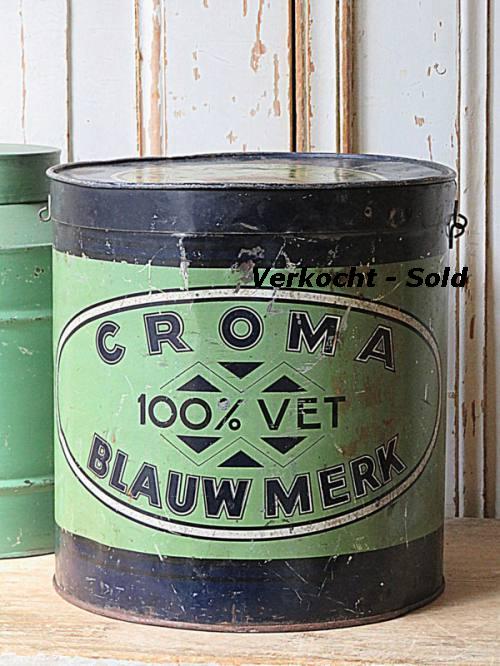 Verkocht - Sold
CROMA
100% VET
BLAUW MERK